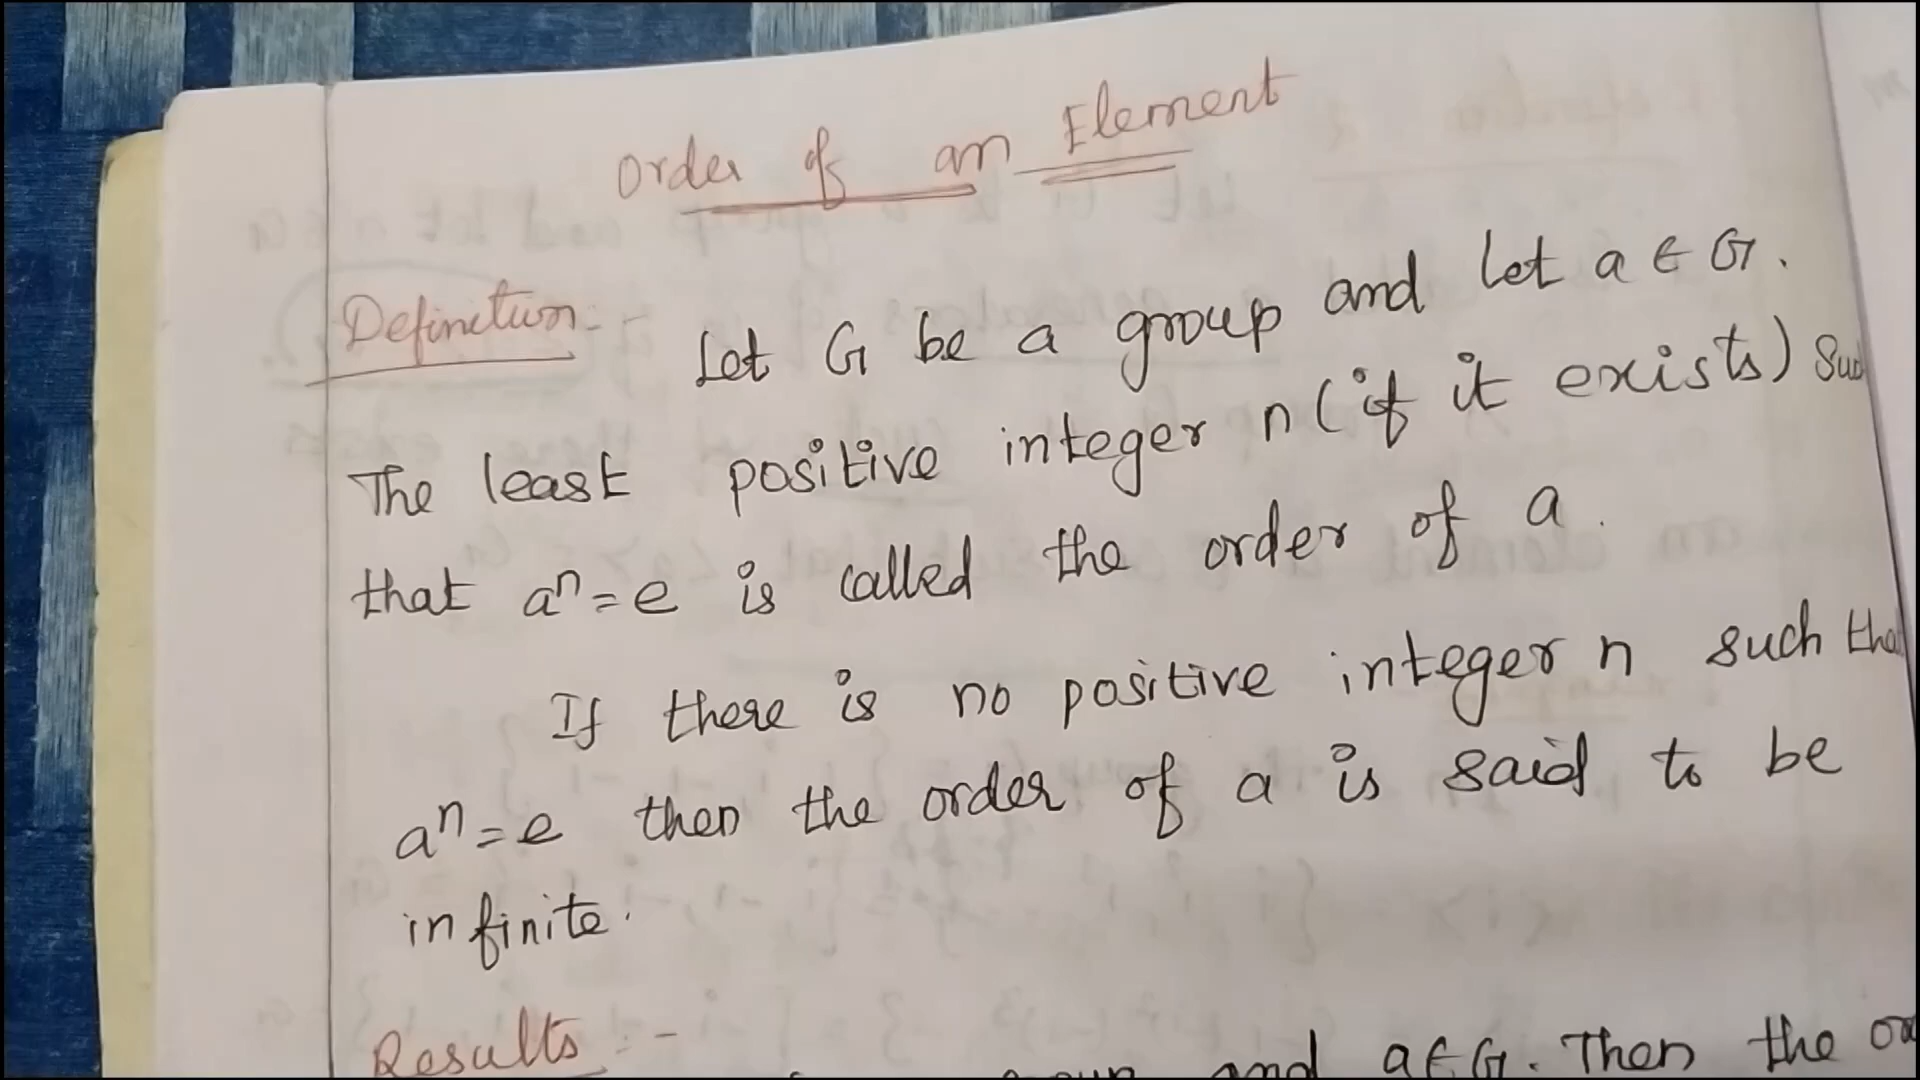 Order of an Element
Definition:- Let G be a group and let a ∈ G.
The least positive integer n (if it exists)
that aⁿ = e is called the order of a.
If there is no positive integer n such
aⁿ = e then the order of a is said to be
infinite.
Results :-
and a ∈ G. Then the